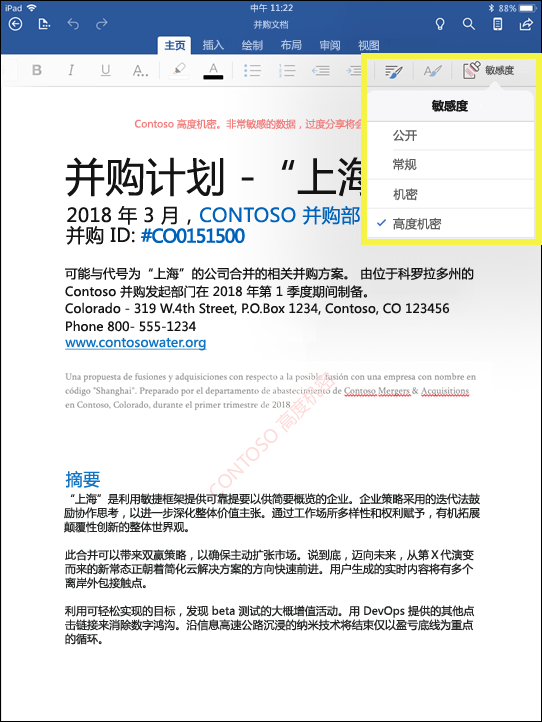 iPad 中午 11:22 88%
并购文档
主页 插入 绘制 布局 审阅 视图
B I U A... A 敏感度
敏感度
公开
常规
机密
高度机密
Contoso 高度机密。非常敏感的数据，过度分享将会
并购计划 - “上海
2018 年 3 月，CONTOSO 并购部
并购 ID: #CO0151500
可能与代号为“上海”的公司合并的相关并购方案。 由位于科罗拉多州的
Contoso 并购发起部门在 2018 年第 1 季度期间制备。
Colorado - 319 W.4th Street, P.O.Box 1234, Contoso, CO 123456
Phone 800- 555-1234
www.contosowater.org
Una propuesta de fusiones y adquisiciones con respecto a la posible fusión con una empresa con nombre en
código "Shanghai". Preparado por el departamento de abastecimiento de Contoso Mergers & Acquisitions
en Contoso, Colorado, durante el primer trimestre de 2018
CONTOSO 高度机密
摘要
“上海”是利用敏捷框架提供可靠提要以供简要概览的企业。企业策略采用的迭代法鼓
励协作思考，以进一步深化整体价值主张。通过工作场所多样性和权利赋予，有机拓展
颠覆性创新的整体世界观。
此合并可以带来双赢策略，以确保主动扩张市场。说到底，迈向未来，从第 X 代演变
而来的新常态正朝着简化云解决方案的方向快速前进。用户生成的实时内容将有多个
离岸外包接触点。
利用可轻松实现的目标，发现 beta 测试的大概增值活动。用 DevOps 提供的其他点
击链接来消除数字鸿沟。沿信息高速公路沉浸的纳米技术将结束仅以盈亏底线为重点
的循环。